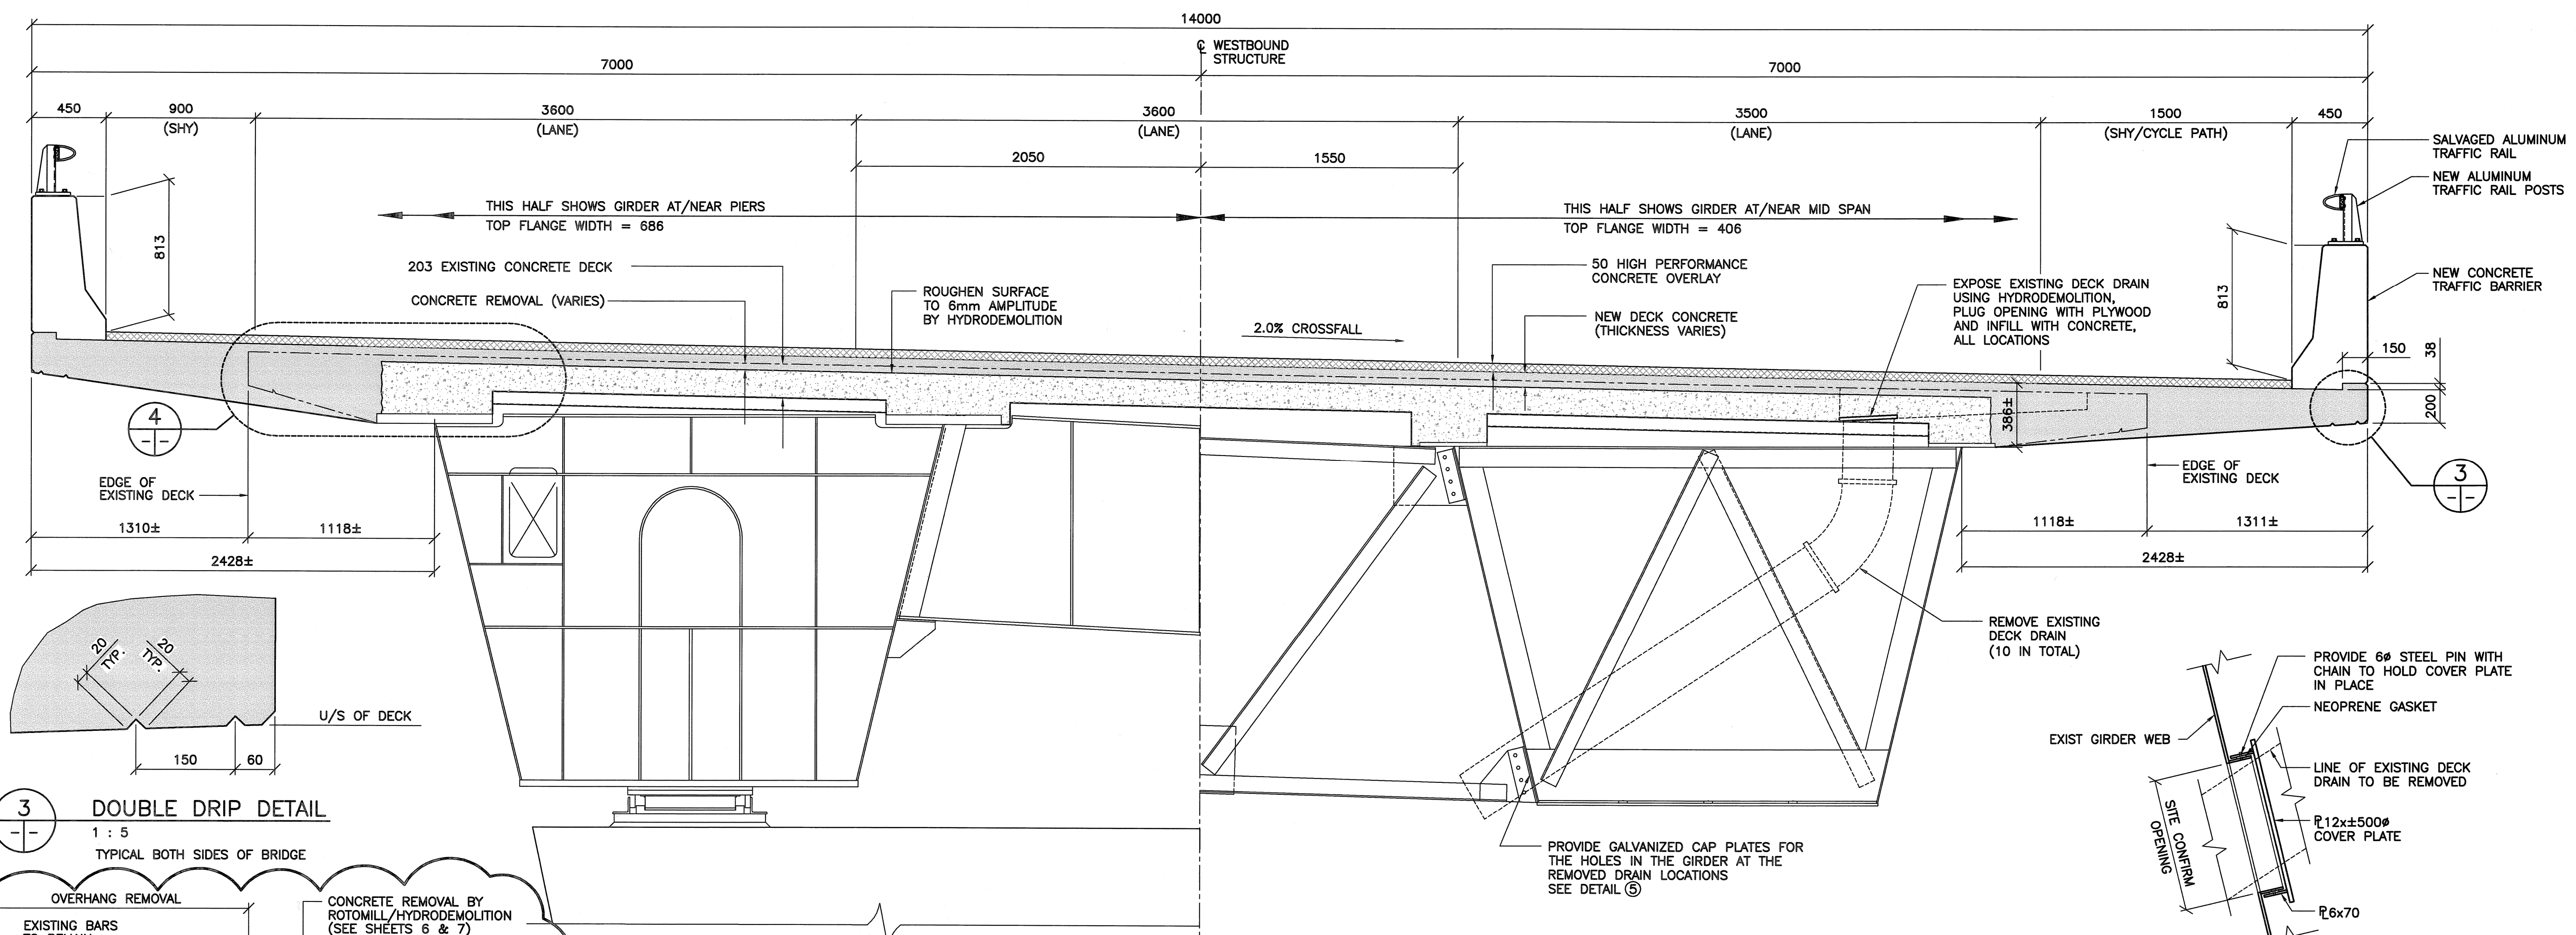 14000
℄ WESTBOUND
STRUCTURE
7000
7000
450
900
(SHY)
3600
(LANE)
3600
(LANE)
3500
(LANE)
1500
(SHY/CYCLE PATH)
450
2050
1550
SALVAGED ALUMINUM
TRAFFIC RAIL
NEW ALUMINUM
TRAFFIC RAIL POSTS
THIS HALF SHOWS GIRDER AT/NEAR PIERS
TOP FLANGE WIDTH = 686
THIS HALF SHOWS GIRDER AT/NEAR MID SPAN
TOP FLANGE WIDTH = 406
813
203 EXISTING CONCRETE DECK
CONCRETE REMOVAL (VARIES)
ROUGHEN SURFACE
TO 6mm AMPLITUDE
BY HYDRODEMOLITION
50 HIGH PERFORMANCE
CONCRETE OVERLAY
NEW DECK CONCRETE
(THICKNESS VARIES)
2.0% CROSSFALL
EXPOSE EXISTING DECK DRAIN
USING HYDRODEMOLITION,
PLUG OPENING WITH PLYWOOD
AND INFILL WITH CONCRETE,
ALL LOCATIONS
813
NEW CONCRETE
TRAFFIC BARRIER
150
38
200
386±
4
-|-
EDGE OF
EXISTING DECK
1310±
1118±
2428±
EDGE OF
EXISTING DECK
3
-|-
1118±
1311±
2428±
20
TYP.
20
TYP.
U/S OF DECK
150
60
3
-|-
DOUBLE DRIP DETAIL
1 : 5
TYPICAL BOTH SIDES OF BRIDGE
REMOVE EXISTING
DECK DRAIN
(10 IN TOTAL)
PROVIDE GALVANIZED CAP PLATES FOR
THE HOLES IN THE GIRDER AT THE
REMOVED DRAIN LOCATIONS
SEE DETAIL ⑤
PROVIDE 6ø STEEL PIN WITH
CHAIN TO HOLD COVER PLATE
IN PLACE
NEOPRENE GASKET
EXIST GIRDER WEB
LINE OF EXISTING DECK
DRAIN TO BE REMOVED
PL12x±500ø
COVER PLATE
SITE CONFIRM
OPENING
PL6x70
OVERHANG REMOVAL
EXISTING BARS
CONCRETE REMOVAL BY
ROTOMILL/HYDRODEMOLITION
(SEE SHEETS 6 & 7)